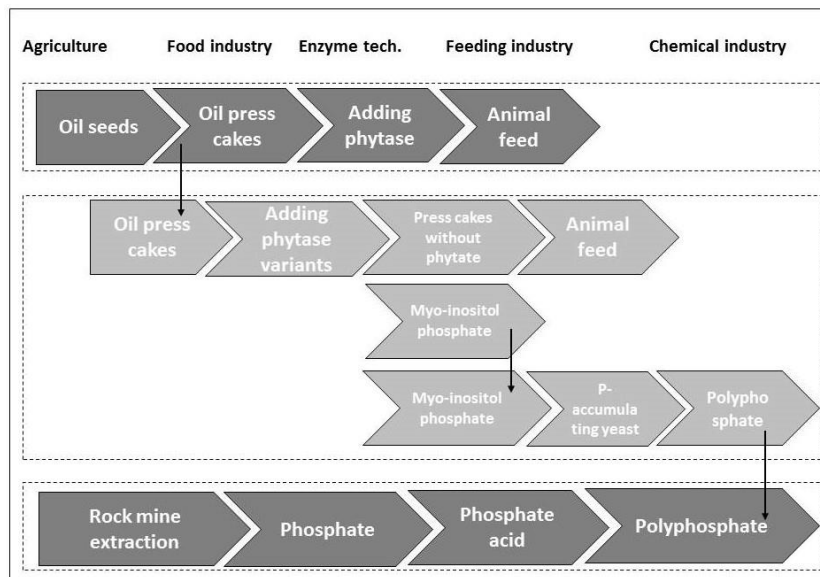 Agriculture Food industry Enzyme tech. Feeding industry Chemical industry
Oil seeds
Oil press
cakes
Adding
phytase
Animal
feed
Oil press
cakes
Adding
phytase
variants
Press cakes
without
phytate
Animal
feed
Myo-inositol
phosphate
Myo-inositol
phosphate
P-
accumula
ting yeast
Polypho
sphate
Rock mine
extraction
Phosphate
Phosphate
acid
Polyphosphate